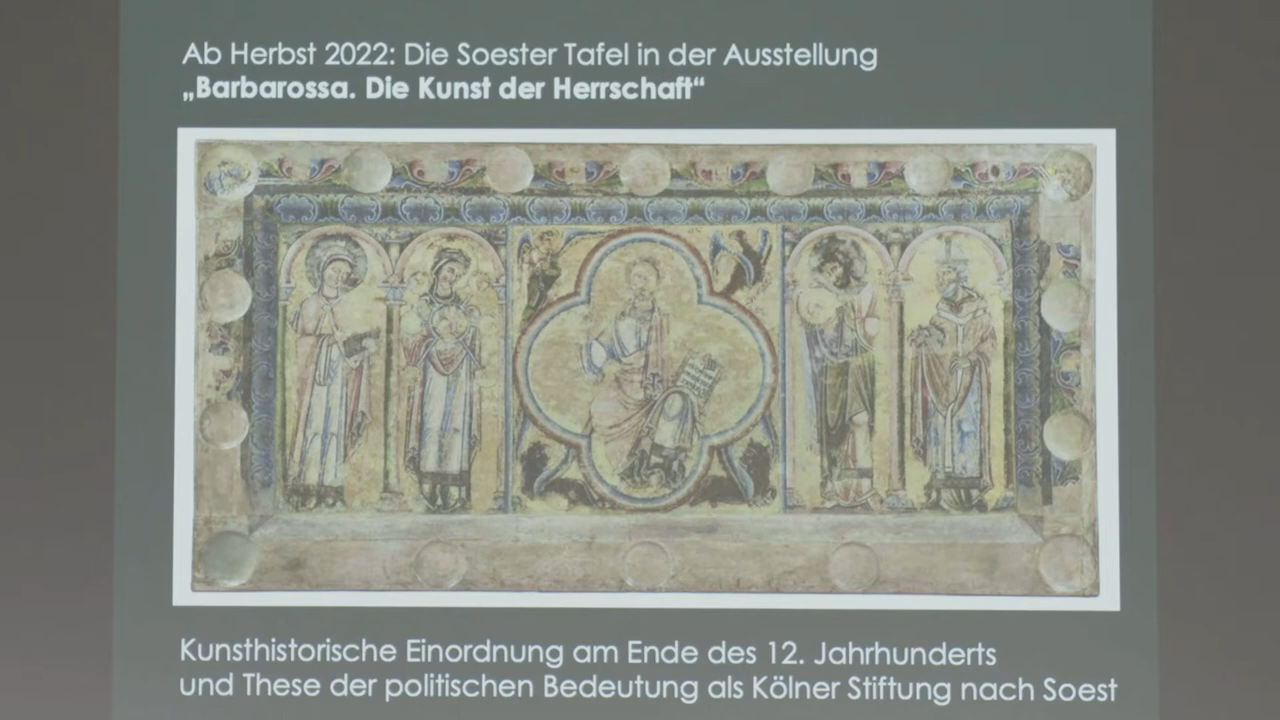 Ab Herbst 2022: Die Soester Tafel in der Ausstellung
„Barbarossa. Die Kunst der Herrschaft“
Kunsthistorische Einordnung am Ende des 12. Jahrhunderts
und These der politischen Bedeutung als Kölner Stiftung nach Soest